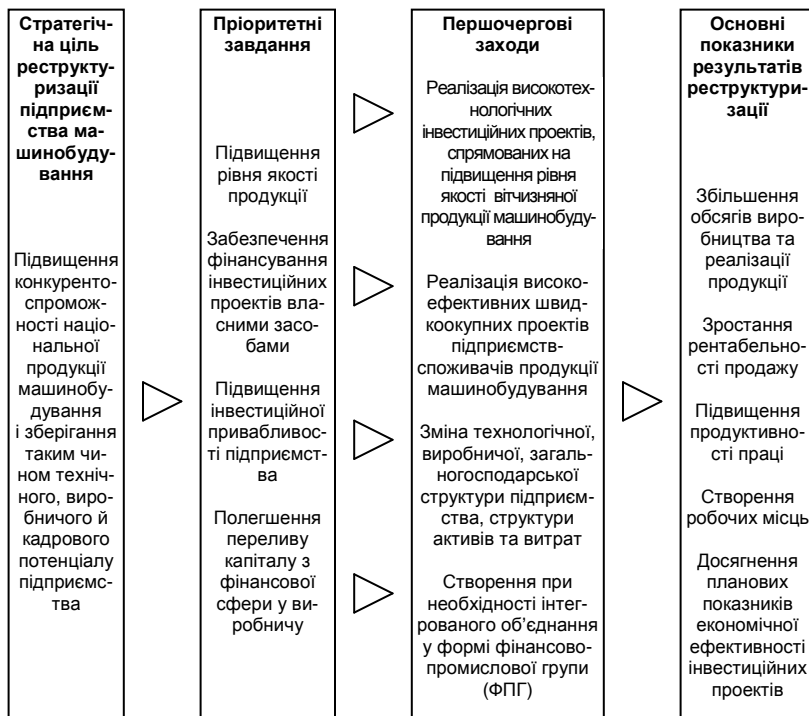 Стратегіч-
на ціль
реструкту-
ризації
підприєм-
ства ма-
шинобуду-
вання
Підвищення
конкуренто-
спромож-
ності націо-
нальної
продукції
машинобу-
дування
і зберігання
таким чи-
ном техніч-
ного, виро-
бничого й
кадрового
потенціалу
підприємс-
тва
Пріоритетні
завдання
Підвищення
рівня якості
продукції
Забезпечення
фінансування
інвестиційних
проектів вла-
сними засо-
бами
Підвищення
інвестиційної
привабливос-
ті підприємст-
ва
Полегшення
переливу
капіталу з
фінансової
сфери у ви-
робничу
Першочергові
заходи
Реалізація високотех-
нологічних
інвестиційних проектів,
спрямованих на
підвищення рівня
якості вітчизняної
продукції машинобуду-
вання
Реалізація високо-
ефективних швид-
коокупних проектів
підприємств-
споживачів продукції
машинобудування
Зміна технологічної,
виробничої, загаль-
ногосподарської
структури підприєм-
ства, структури
активів та витрат
Створення при
необхідності інтег-
рованого об’єднання
у формі фінансово-
промислової групи
(ФПГ)
Основні
показники
результатів
реструктури-
зації
Збільшення
обсягів виро-
бництва та
реалізації
продукції
Зростання
рентабельно-
сті продажу
Підвищення
продуктивно-
сті праці
Створення
робочих місць
Досягнення
планових
показників
економічної
ефективності
інвестиційних
проектів